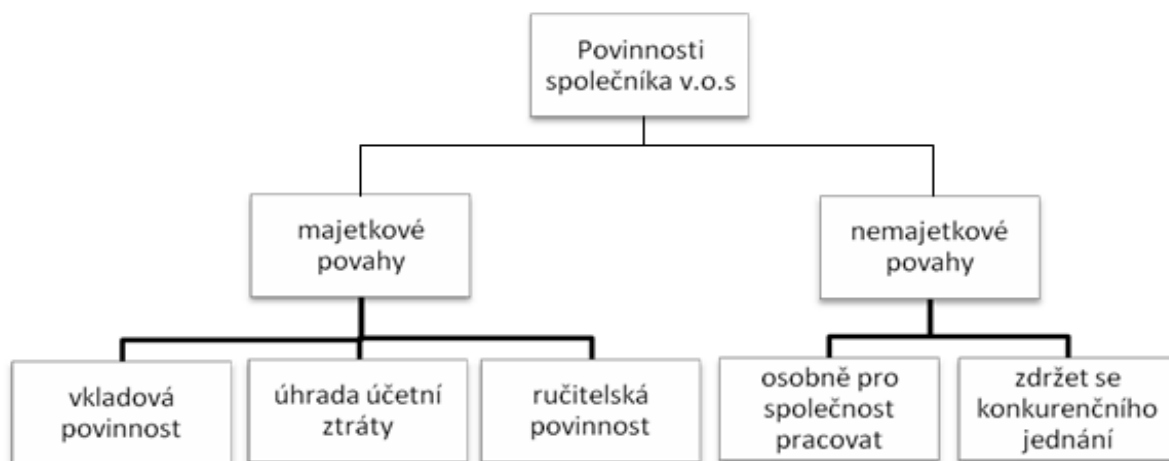 Povinnosti
společníka v.o.s
majetkové
povahy
nemajetkové
povahy
vkladová
povinnost
úhrada účetní
ztráty
ručitelská
povinnost
osobně pro
společnost
pracovat
zdržet se
konkurenčního
jednání